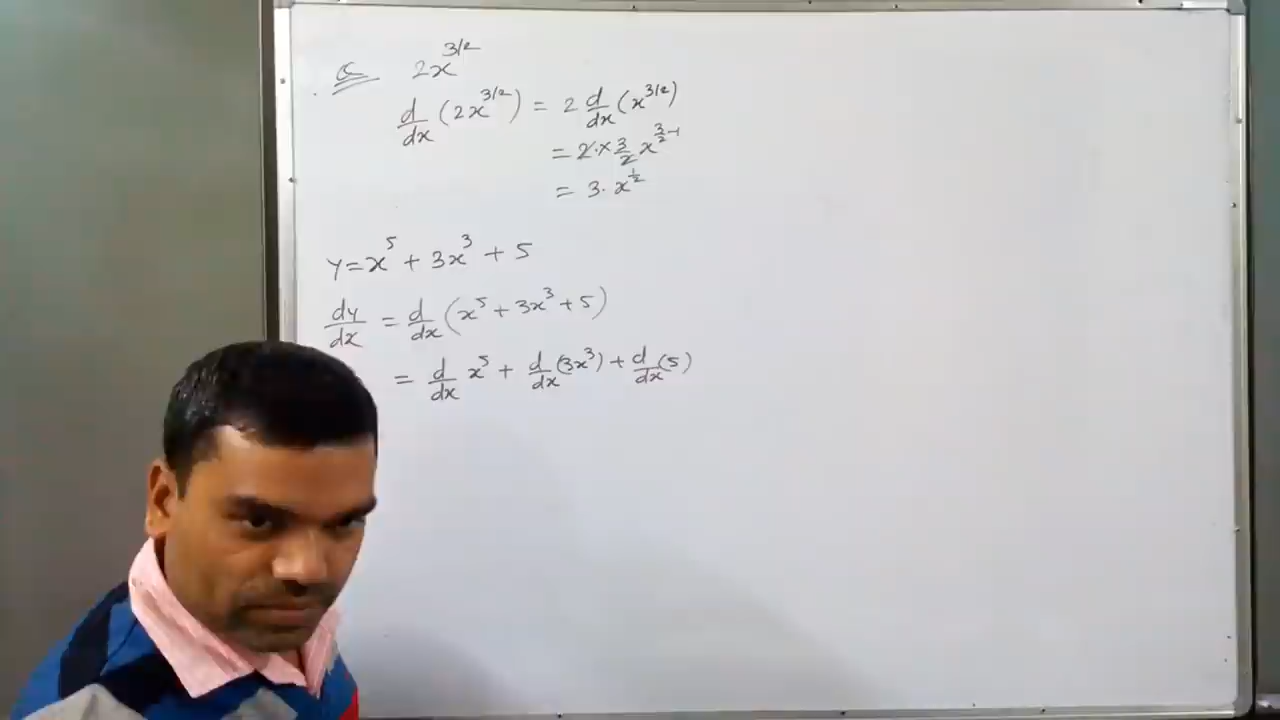 Q 2x^{3/2}
d/dx (2x^{3/2}) = 2 d/dx (x^{3/2})
= 2 · × 3/2 x^{3/2 - 1}
= 3 · x^{1/2}
y = x^5 + 3x^3 + 5
dy/dx = d/dx (x^5 + 3x^3 + 5)
= d/dx x^5 + d/dx (3x^3) + d/dx (5)